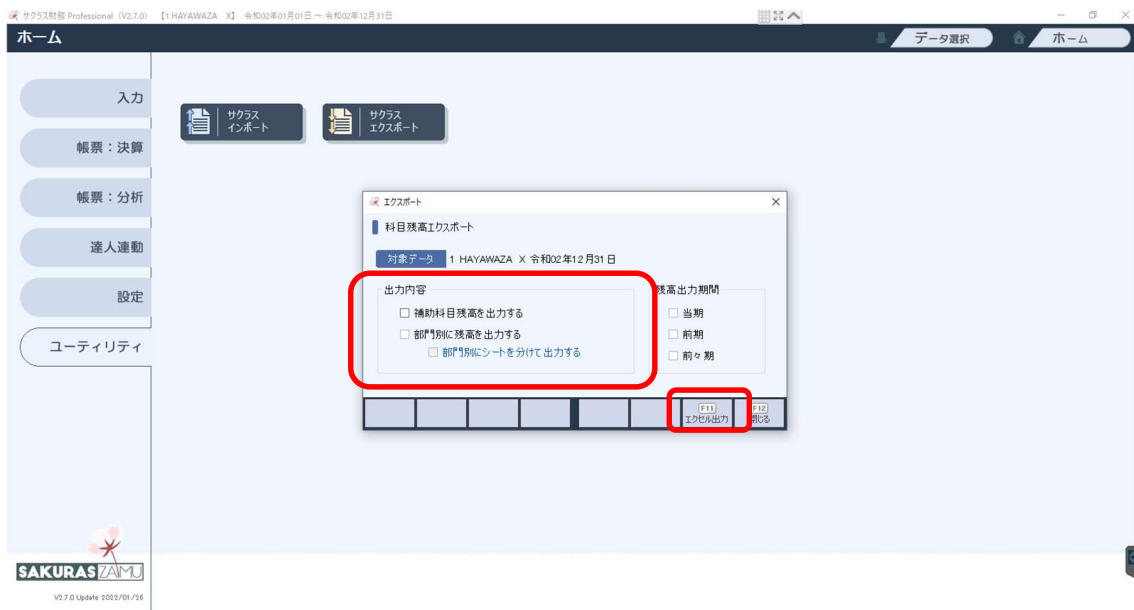 サクラス財務 Professional（V2.7.0） 【1 HAYAWAZA X】 令和02年01月01日 ～ 令和02年12月31日
ホーム
データ選択
ホーム
入力
帳票：決算
帳票：分析
達人連動
設定
ユーティリティ
サクラス
インポート
サクラス
エクスポート
エクスポート
科目残高エクスポート
対象データ 1 HAYAWAZA X 令和02年12月31日
出力内容
補助科目残高を出力する
部門別に残高を出力する
部門別にシートを分けて出力する
残高出力期間
当期
前期
前々期
F11
エクセル出力
F12
閉じる
SAKURAS ZAIMU
V2.7.0 Update 2022/01/26